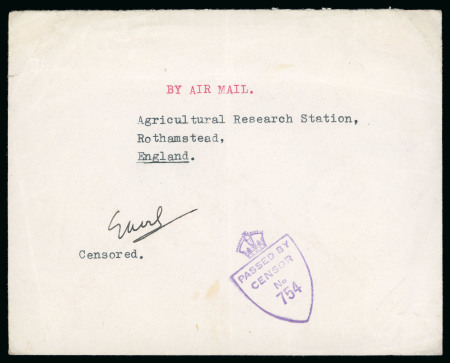 BY AIR MAIL.
Agricultural Research Station,
Rothamstead,
England.
Censored.
PASSED BY
CENSOR
No
754